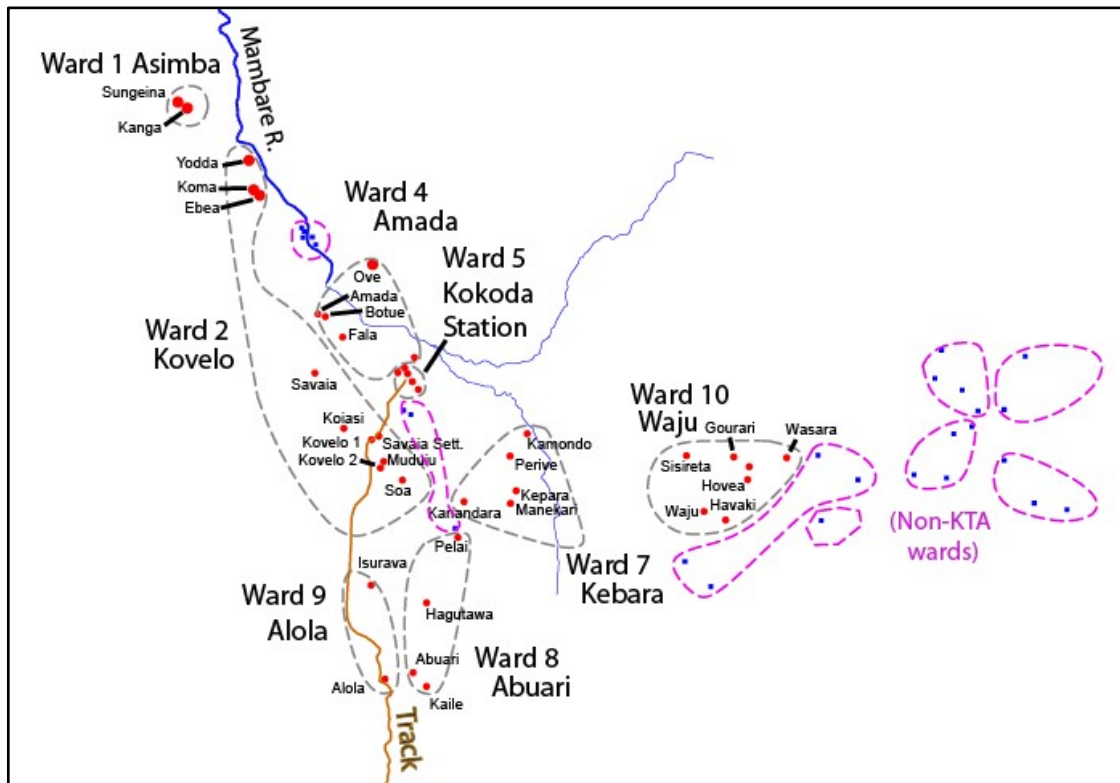 Ward 1 Asimba
Sungeina
Kanga
Mambare R.
Yodda
Koma
Ebea
Ward 4
Amada
Ove
Amada
Botue
Fala
Ward 5
Kokoda
Station
Ward 2
Kovelo
Savaia
Koiasi
Kovelo 1
Savaia Sett.
Kovelo 2
Muduju
Soa
Kamondo
Perive
Kepara
Kanandara
Manekari
Ward 10
Waju
Gourari
Wasara
Sisireta
Hovea
Havaki
Waju
(Non-KTA
wards)
Pelai
Isurava
Ward 7
Kebara
Ward 9
Alola
Hagutawa
Abuari
Ward 8
Abuari
Alola
Kaile
Track